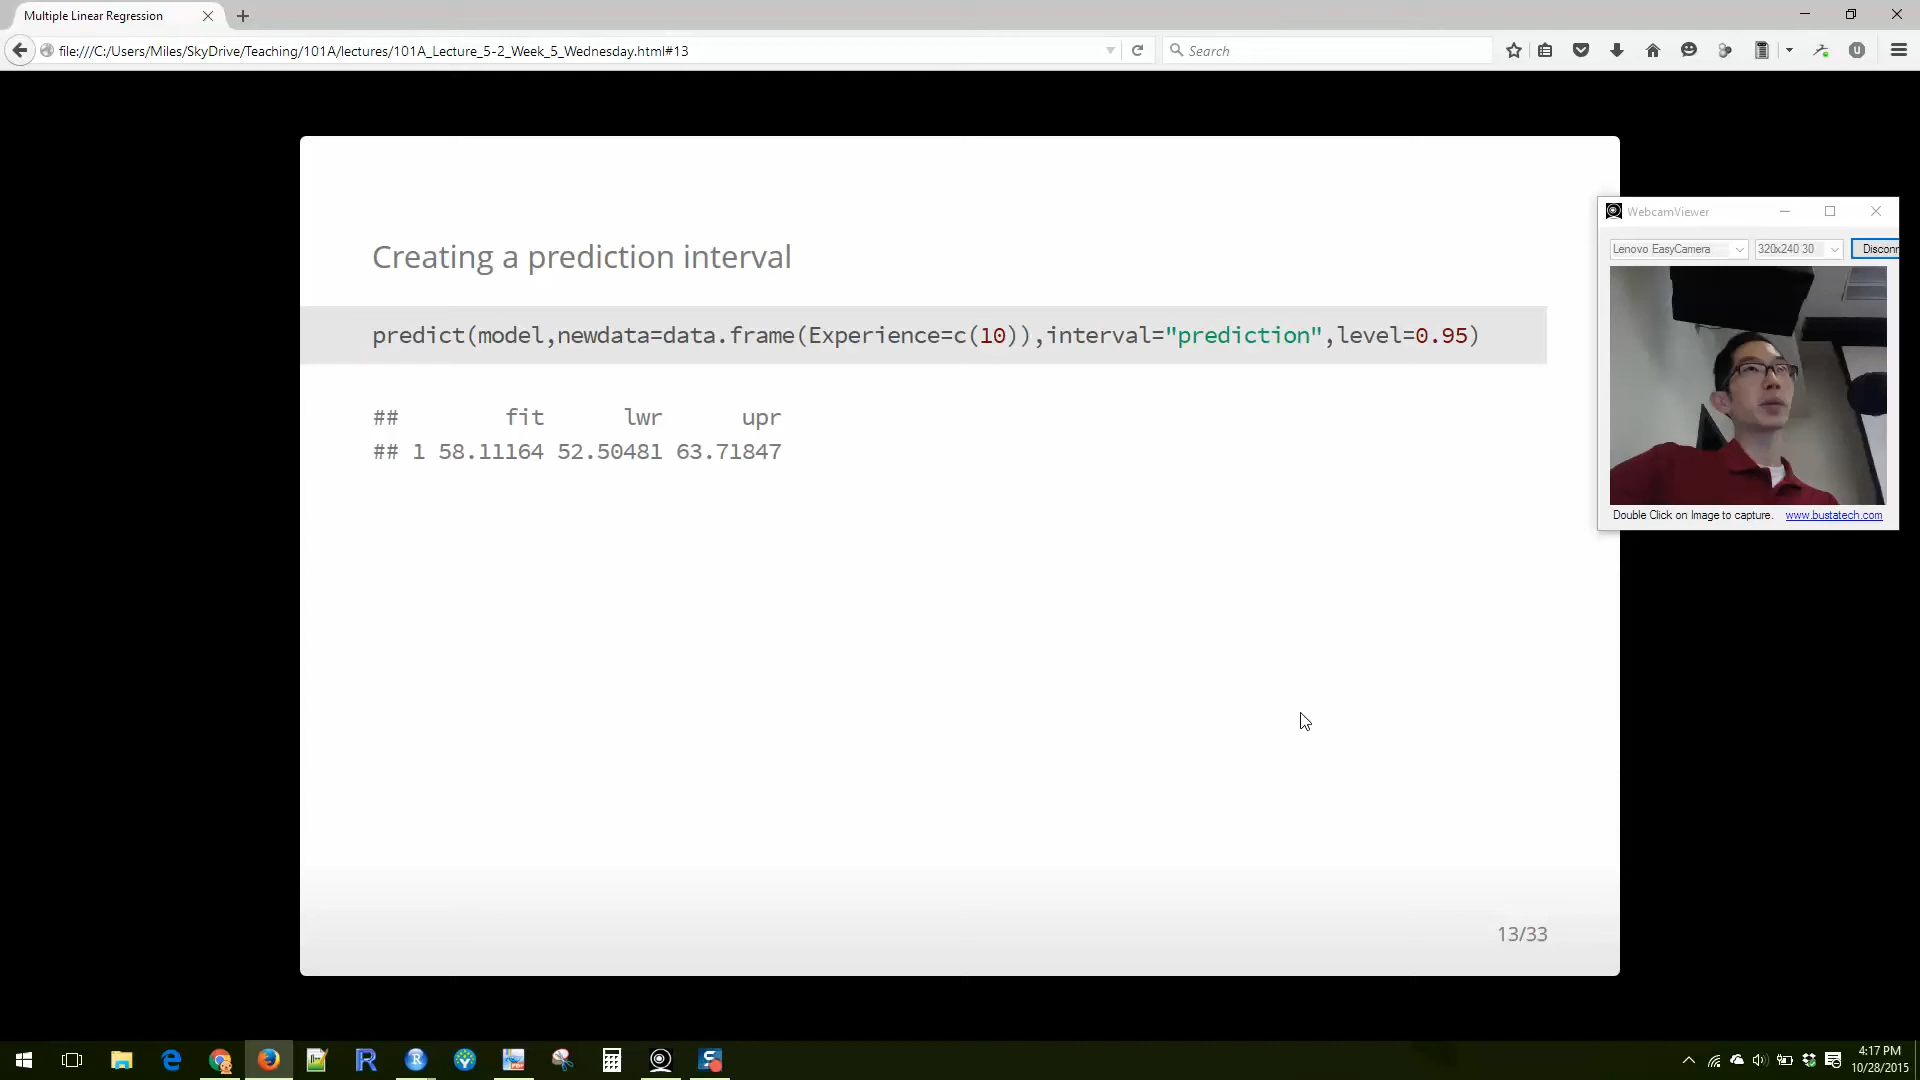 Multiple Linear Regression
file:///C:/Users/Miles/SkyDrive/Teaching/101A/lectures/101A_Lecture_5-2_Week_5_Wednesday.html#13
Search
Creating a prediction interval
predict(model,newdata=data.frame(Experience=c(10)),interval="prediction",level=0.95)
## fit lwr upr
## 1 58.11164 52.50481 63.71847
13/33
WebcamViewer
Lenovo EasyCamera
320x240 30
Disconn
Double Click on Image to capture. www.bustatech.com
4:17 PM
10/28/2015